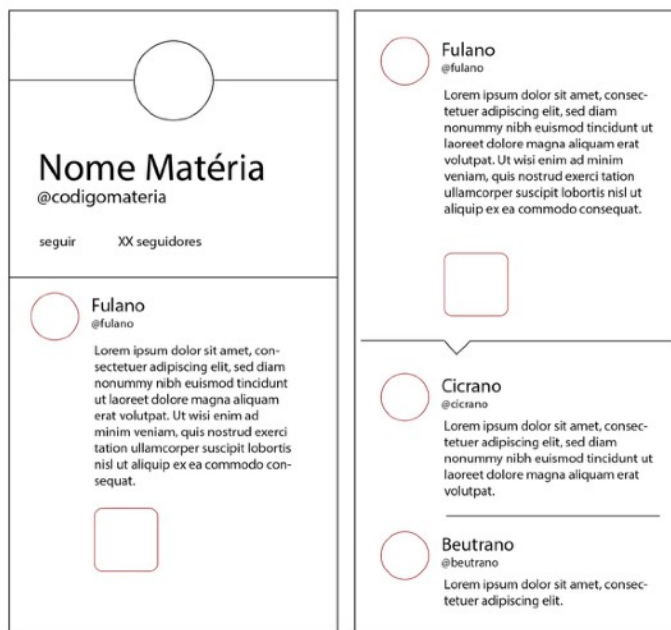 Nome Matéria
@codigomateria
seguir XX seguidores
Fulano
@fulano
Lorem ipsum dolor sit amet, con-
sectetuer adipiscing elit, sed diam
nonummy nibh euismod tincidunt
ut laoreet dolore magna aliquam
erat volutpat. Ut wisi enim ad
minim veniam, quis nostrud exerci
tation ullamcorper suscipit lobortis
nisl ut aliquip ex ea commodo con-
sequat.
Fulano
@fulano
Lorem ipsum dolor sit amet, consec-
tetuer adipiscing elit, sed diam
nonummy nibh euismod tincidunt ut
laoreet dolore magna aliquam erat
volutpat. Ut wisi enim ad minim
veniam, quis nostrud exerci tation
ullamcorper suscipit lobortis nisl ut
aliquip ex ea commodo consequat.
Cicrano
@cicrano
Lorem ipsum dolor sit amet, consec-
tetuer adipiscing elit, sed diam
nonummy nibh euismod tincidunt ut
laoreet dolore magna aliquam erat
volutpat.
Beutrano
@beutrano
Lorem ipsum dolor sit amet, consec-
tetuer adipiscing elit.